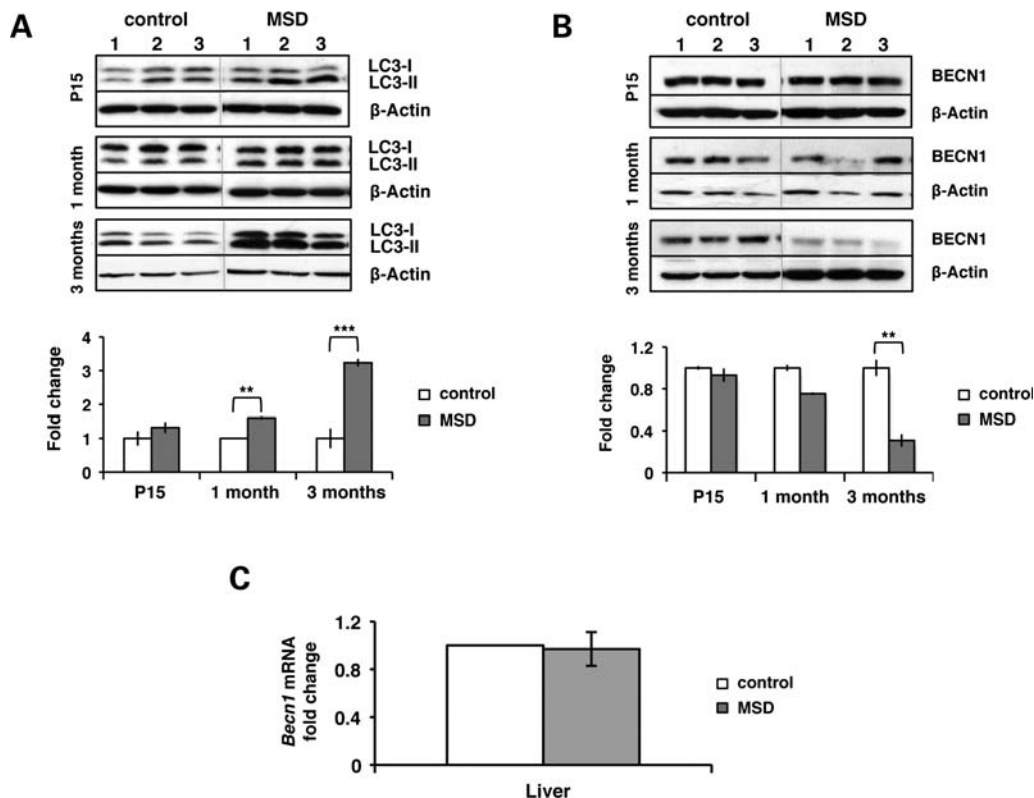 A
control MSD
1 2 3 1 2 3
P15
LC3-I
LC3-II
β-Actin
1 month
LC3-I
LC3-II
β-Actin
3 months
LC3-I
LC3-II
β-Actin
Fold change
4
3
2
1
0
**
***
P15 1 month 3 months
control
MSD
B
control MSD
1 2 3 1 2 3
P15
BECN1
β-Actin
1 month
BECN1
β-Actin
3 months
BECN1
β-Actin
Fold change
1.2
0.8
0.4
0
**
P15 1 month 3 months
control
MSD
C
Becn1 mRNA
fold change
1.2
0.8
0.4
0
Liver
control
MSD